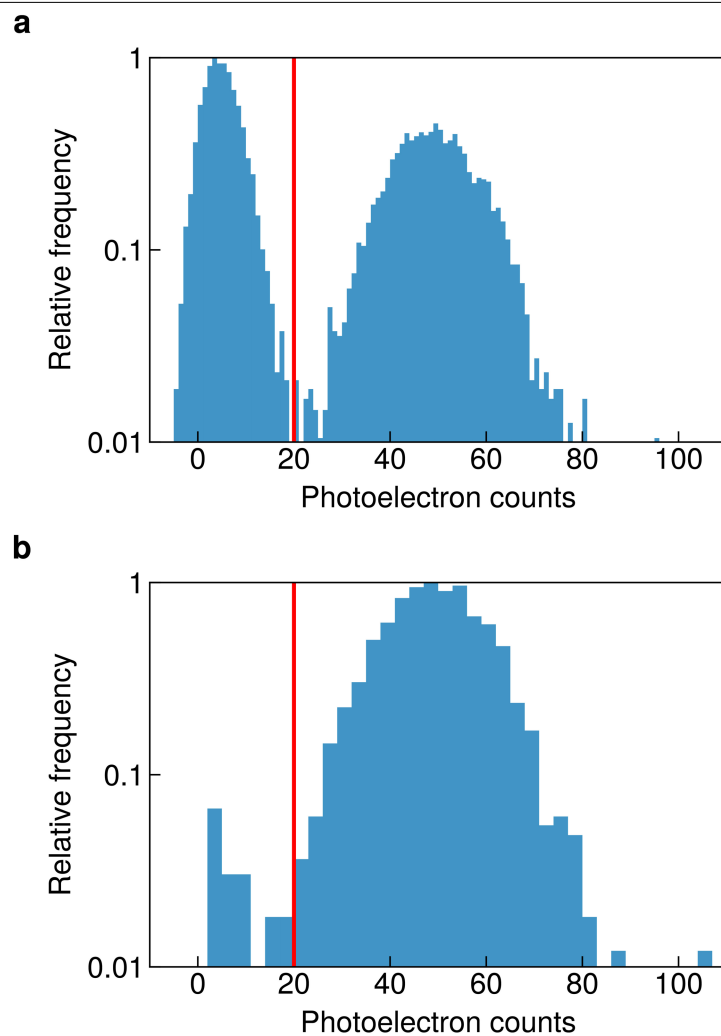 a
1
0.1
0.01
Relative frequency
0 20 40 60 80 100
Photoelectron counts
b
1
0.1
0.01
Relative frequency
0 20 40 60 80 100
Photoelectron counts